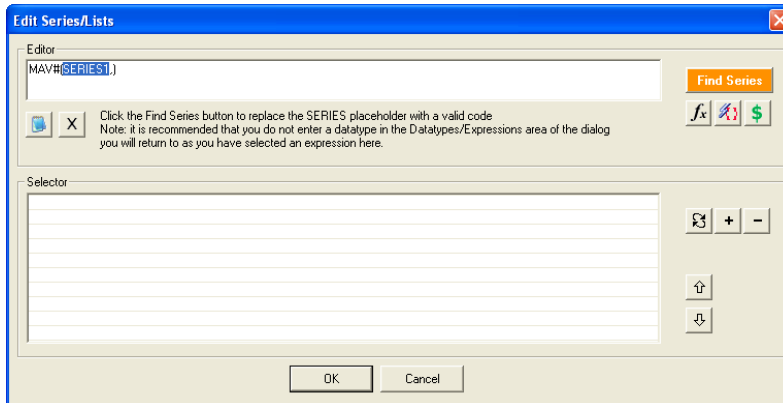 Edit Series/Lists
Editor
MAV#(SERIES1,)
Find Series
X
Click the Find Series button to replace the SERIES placeholder with a valid code
Note: it is recommended that you do not enter a datatype in the Datatypes/Expressions area of the dialog
you will return to as you have selected an expression here.
fx
$
Selector
+
-
OK
Cancel